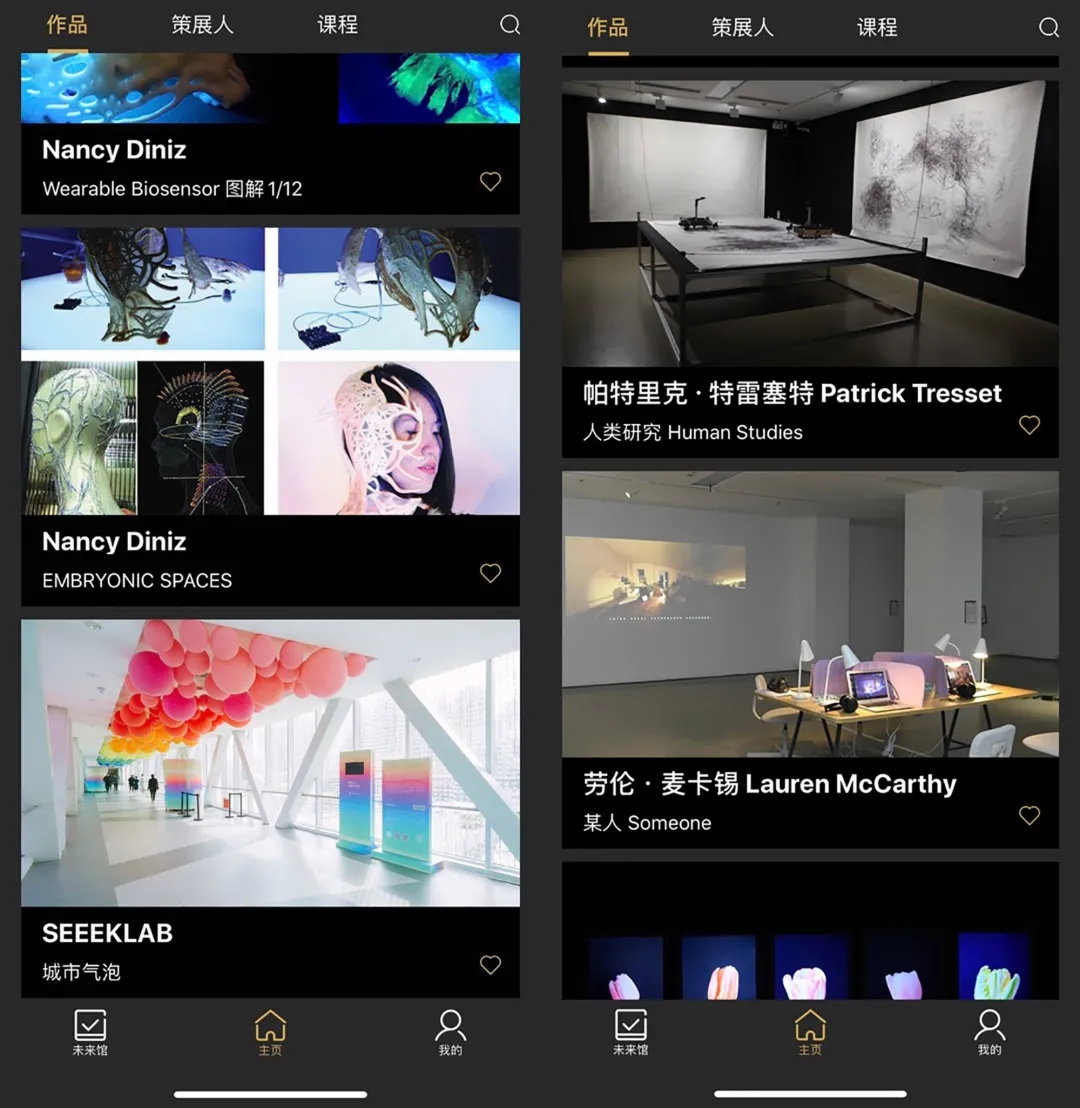 作品 策展人 课程
Nancy Diniz
Wearable Biosensor 图解 1/12
Nancy Diniz
EMBRYONIC SPACES
SEEEKLAB
城市气泡
未来馆 主页 我的
作品 策展人 课程
帕特里克 · 特雷塞特 Patrick Tresset
人类研究 Human Studies
劳伦 · 麦卡锡 Lauren McCarthy
某人 Someone
未来馆 主页 我的